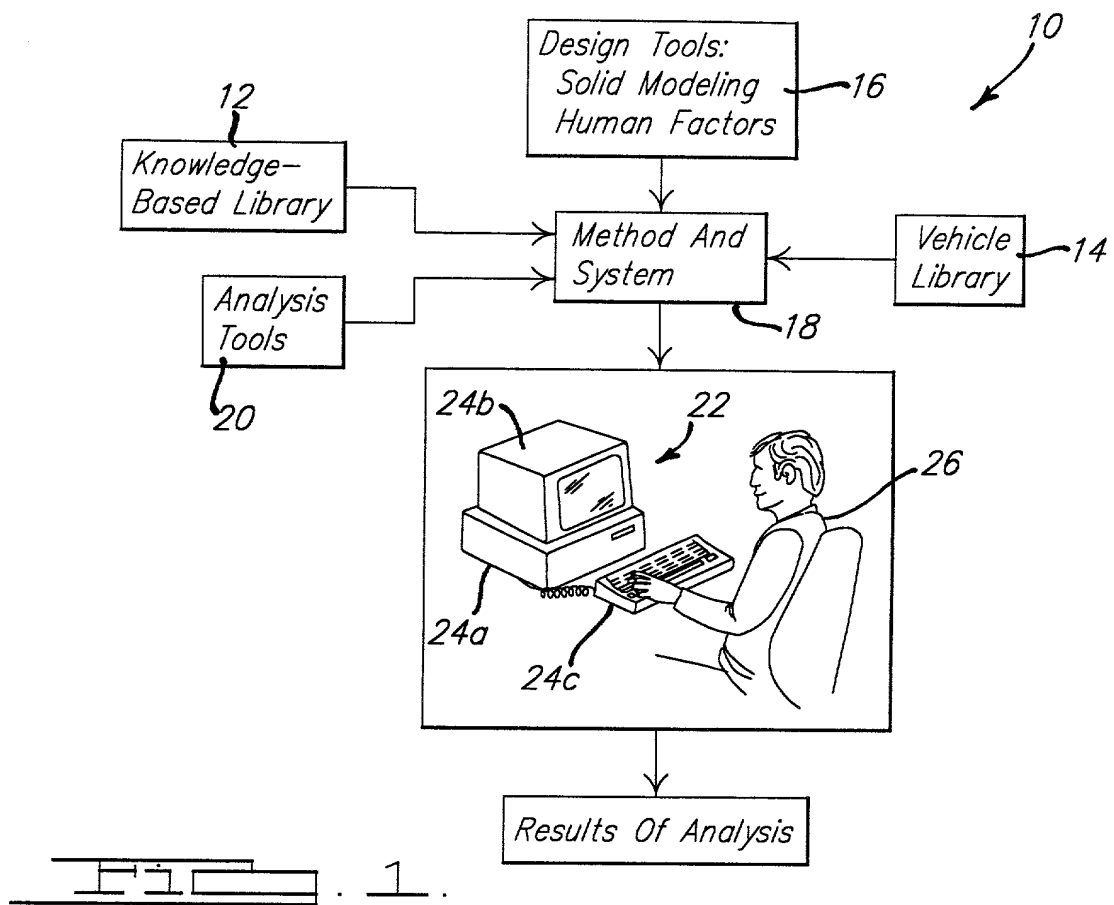 10
Design Tools:
Solid Modeling
Human Factors
16
12
Knowledge-
Based Library
Method And
System
18
Vehicle
Library
14
Analysis
Tools
20
24b
22
26
24a
24c
Results Of Analysis
. 1.